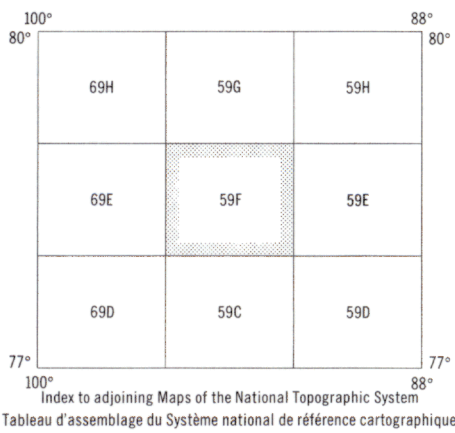 100° 88°
80° 80°
69H 59G 59H
69E 59F 59E
69D 59C 59D
77° 77°
100° 88°
Index to adjoining Maps of the National Topographic System
Tableau d'assemblage du Système national de référence cartographique